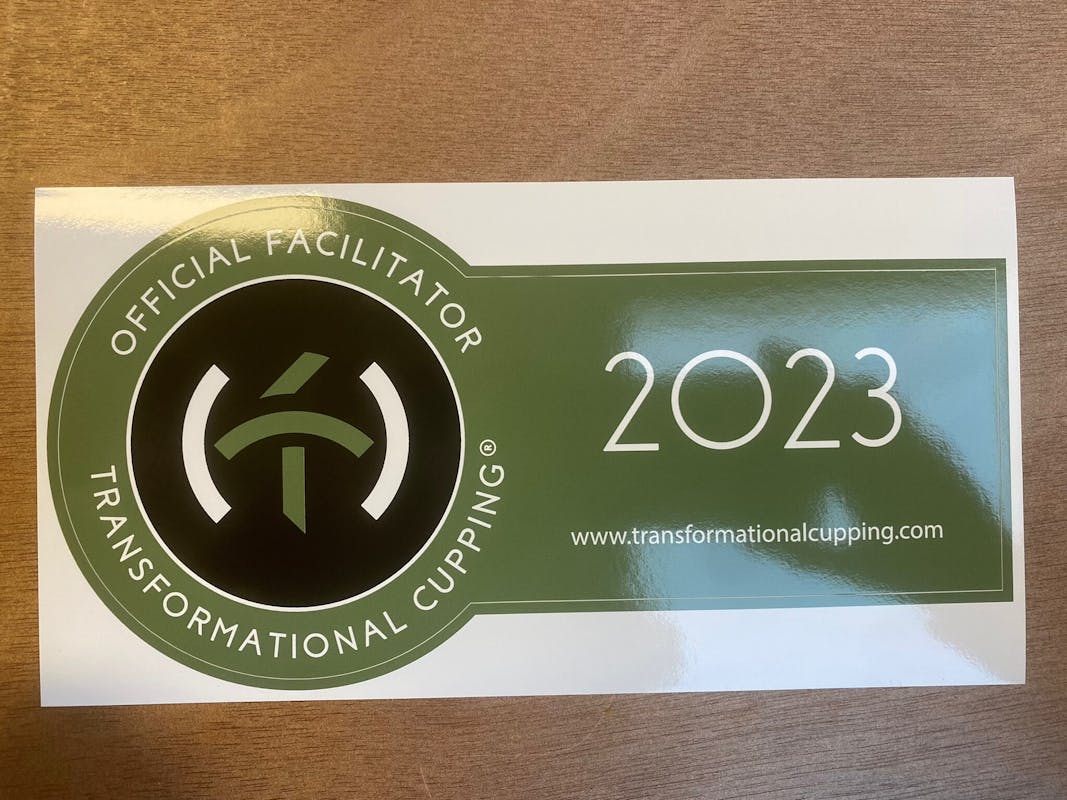 OFFICIAL FACILITATOR
TRANSFORMATIONAL CUPPING®
2023
www.transformationalcupping.com